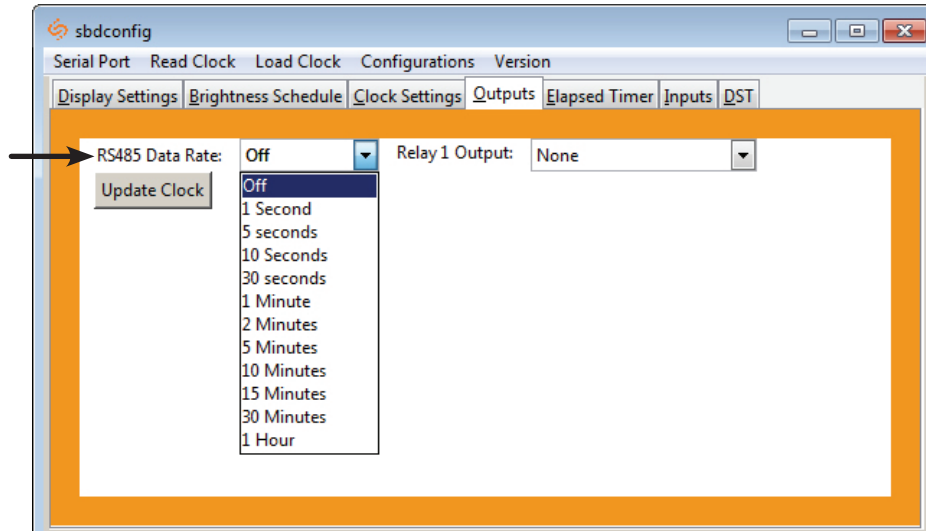 sbdconfig
Serial Port Read Clock Load Clock Configurations Version
Display Settings Brightness Schedule Clock Settings Outputs Elapsed Timer Inputs DST
RS485 Data Rate: Off Relay 1 Output: None
Update Clock
Off
1 Second
5 seconds
10 Seconds
30 seconds
1 Minute
2 Minutes
5 Minutes
10 Minutes
15 Minutes
30 Minutes
1 Hour